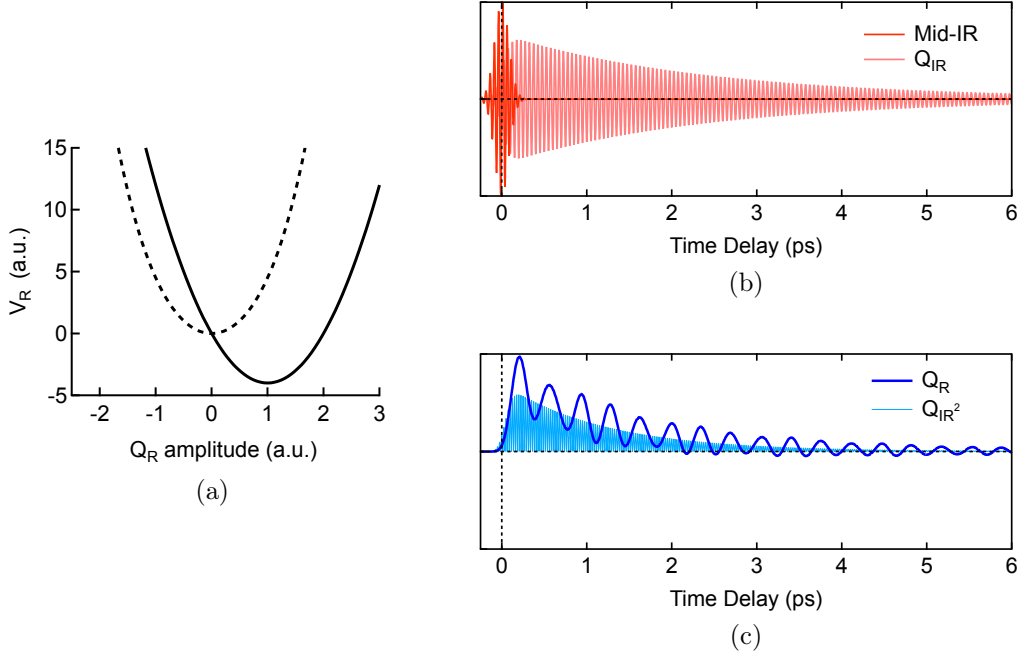 15
10
5
0
-5
-2 -1 0 1 2 3
V_R (a.u.)
Q_R amplitude (a.u.)
(a)
Mid-IR
Q_IR
0 1 2 3 4 5 6
Time Delay (ps)
(b)
Q_R
Q_IR²
0 1 2 3 4 5 6
Time Delay (ps)
(c)